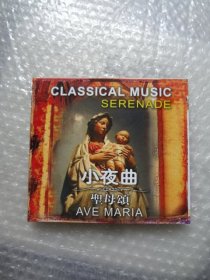 CLASSICAL MUSIC
SERENADE
小夜曲
聖母頌
AVE MARIA